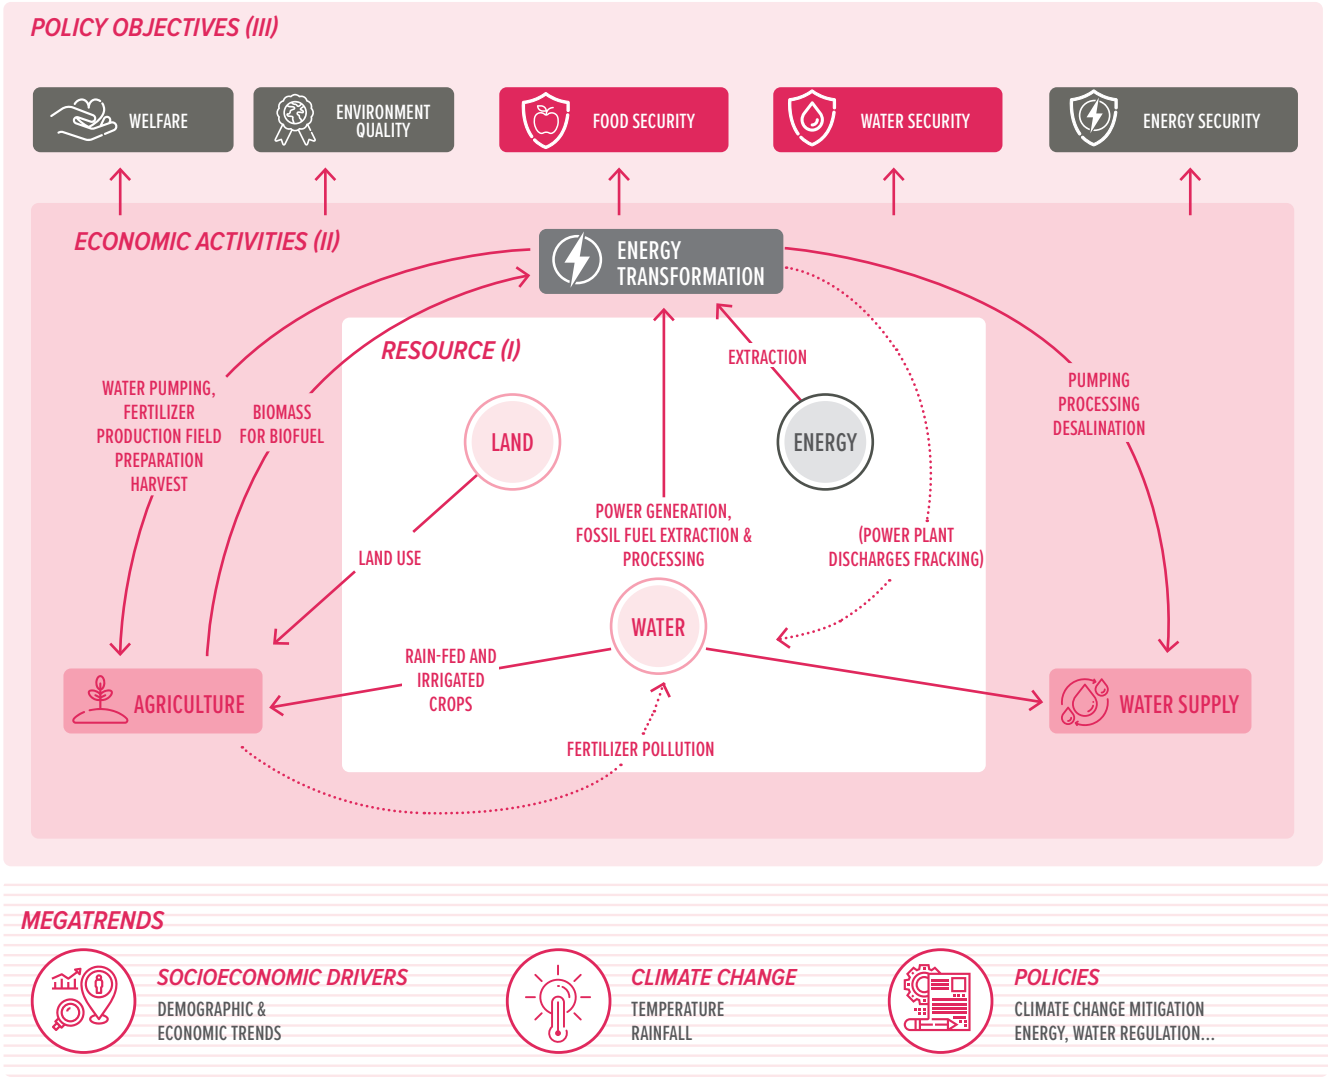 POLICY OBJECTIVES (III)
WELFARE
ENVIRONMENT
QUALITY
FOOD SECURITY
WATER SECURITY
ENERGY SECURITY
ECONOMIC ACTIVITIES (II)
ENERGY
TRANSFORMATION
RESOURCE (I)
EXTRACTION
WATER PUMPING,
FERTILIZER
PRODUCTION FIELD
PREPARATION
HARVEST
BIOMASS
FOR BIOFUEL
PUMPING
PROCESSING
DESALINATION
LAND
ENERGY
POWER GENERATION,
FOSSIL FUEL EXTRACTION &
PROCESSING
(POWER PLANT
DISCHARGES FRACKING)
LAND USE
WATER
RAIN-FED AND
IRRIGATED
CROPS
AGRICULTURE
WATER SUPPLY
FERTILIZER POLLUTION
MEGATRENDS
SOCIOECONOMIC DRIVERS
DEMOGRAPHIC &
ECONOMIC TRENDS
CLIMATE CHANGE
TEMPERATURE
RAINFALL
POLICIES
CLIMATE CHANGE MITIGATION
ENERGY, WATER REGULATION...